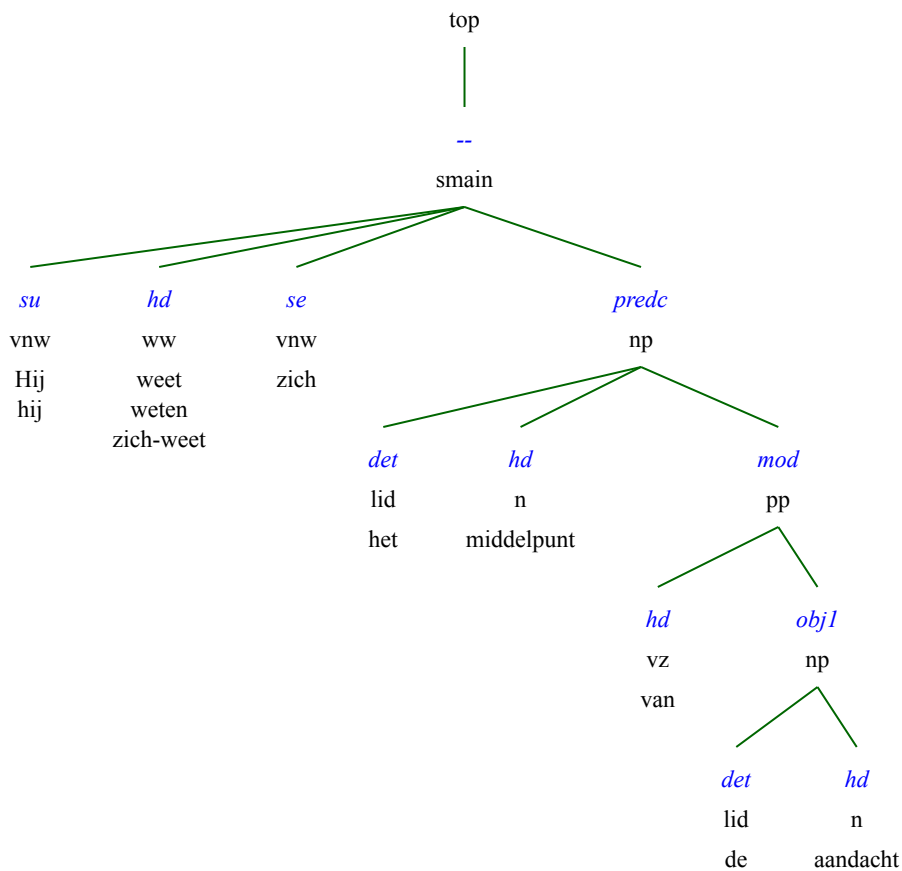 top
--
smain
su hd se predc
vnw ww vnw np
Hij weet zich
hij weten
zich-weet
det hd mod
lid n pp
het middelpunt
hd obj1
vz np
van
det hd
lid n
de aandacht